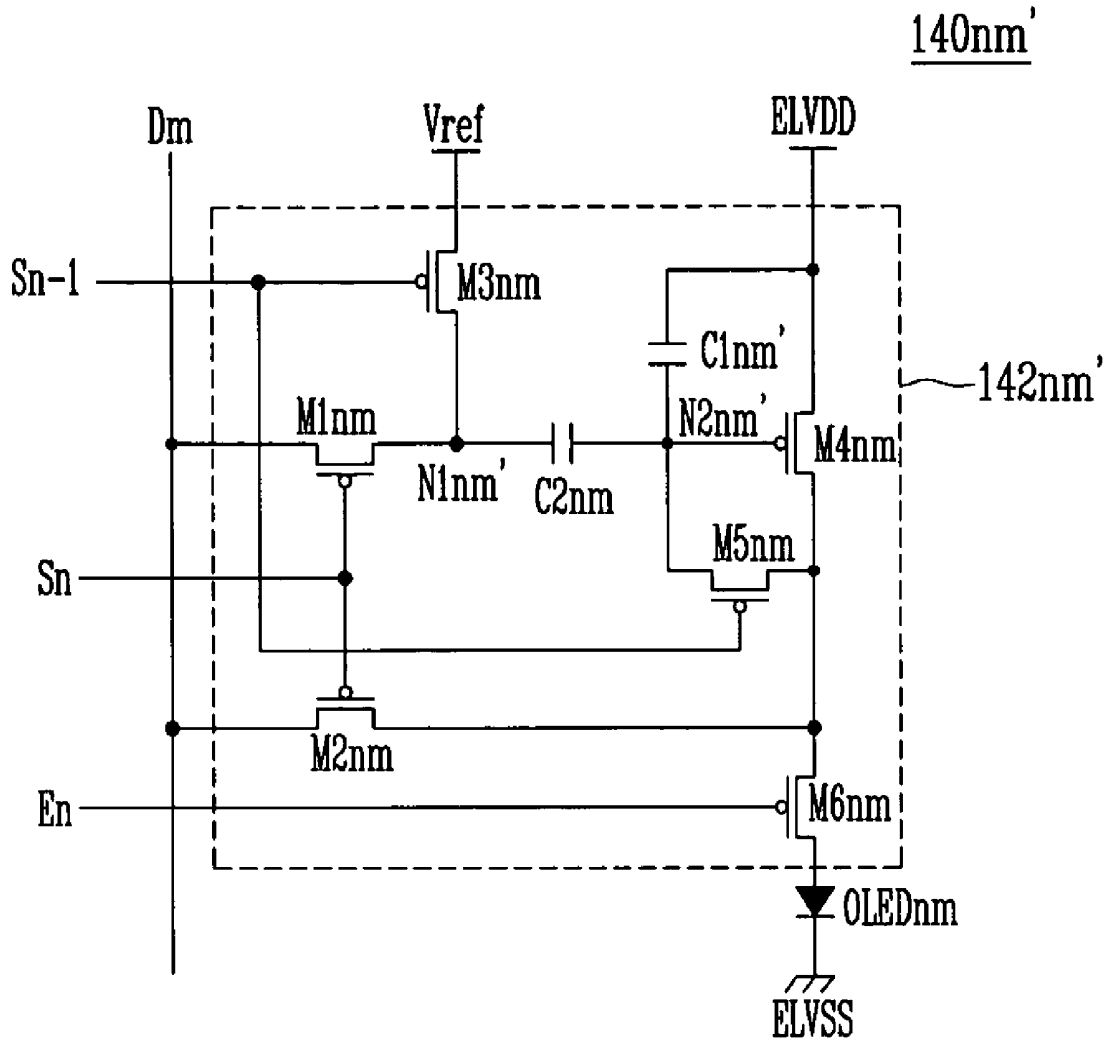 140nm'
Dm
Vref
ELVDD
Sn-1
M3nm
C1nm'
142nm'
M1nm
N2nm'
M4nm
N1nm'
C2nm
M5nm
Sn
M2nm
En
M6nm
OLEDnm
ELVSS